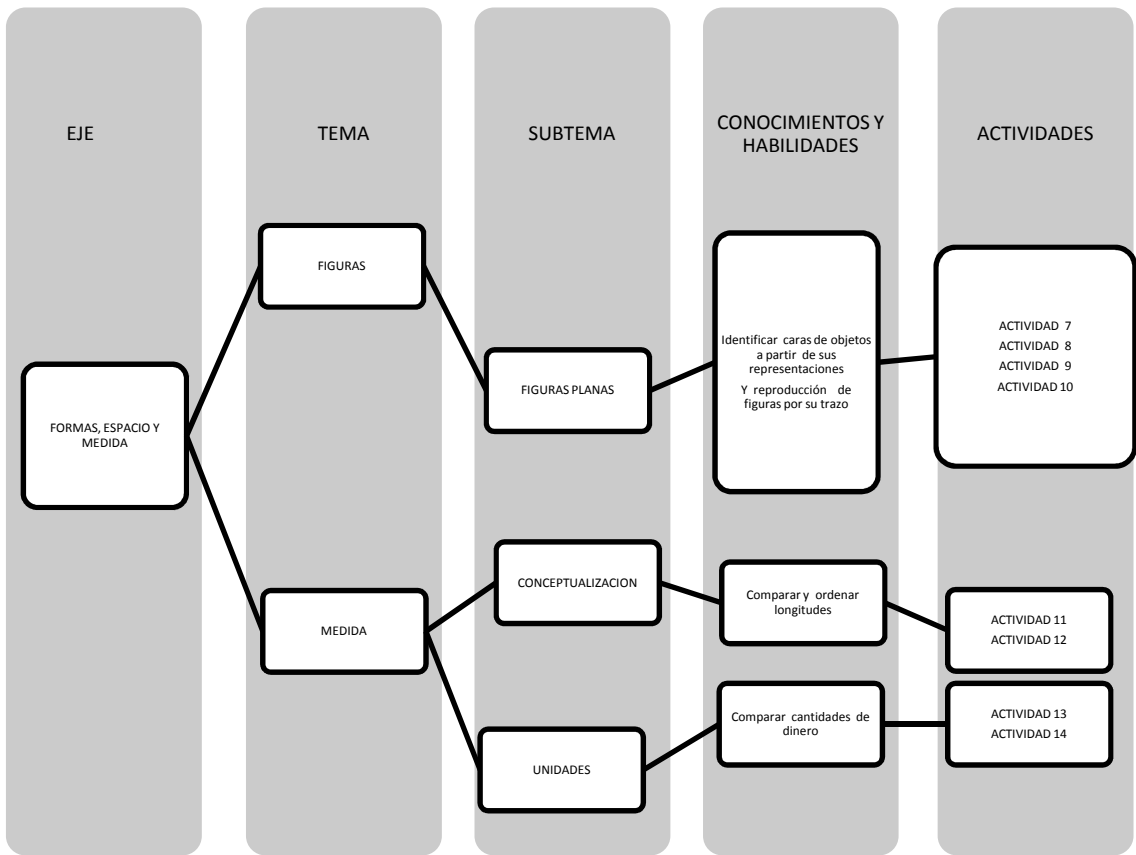 EJE
TEMA
SUBTEMA
CONOCIMIENTOS Y
HABILIDADES
ACTIVIDADES
FORMAS, ESPACIO Y
MEDIDA
FIGURAS
FIGURAS PLANAS
Identificar caras de objetos
a partir de sus
representaciones
Y reproducción de
figuras por su trazo
ACTIVIDAD 7
ACTIVIDAD 8
ACTIVIDAD 9
ACTIVIDAD 10
MEDIDA
CONCEPTUALIZACION
Comparar y ordenar
longitudes
ACTIVIDAD 11
ACTIVIDAD 12
UNIDADES
Comparar cantidades de
dinero
ACTIVIDAD 13
ACTIVIDAD 14